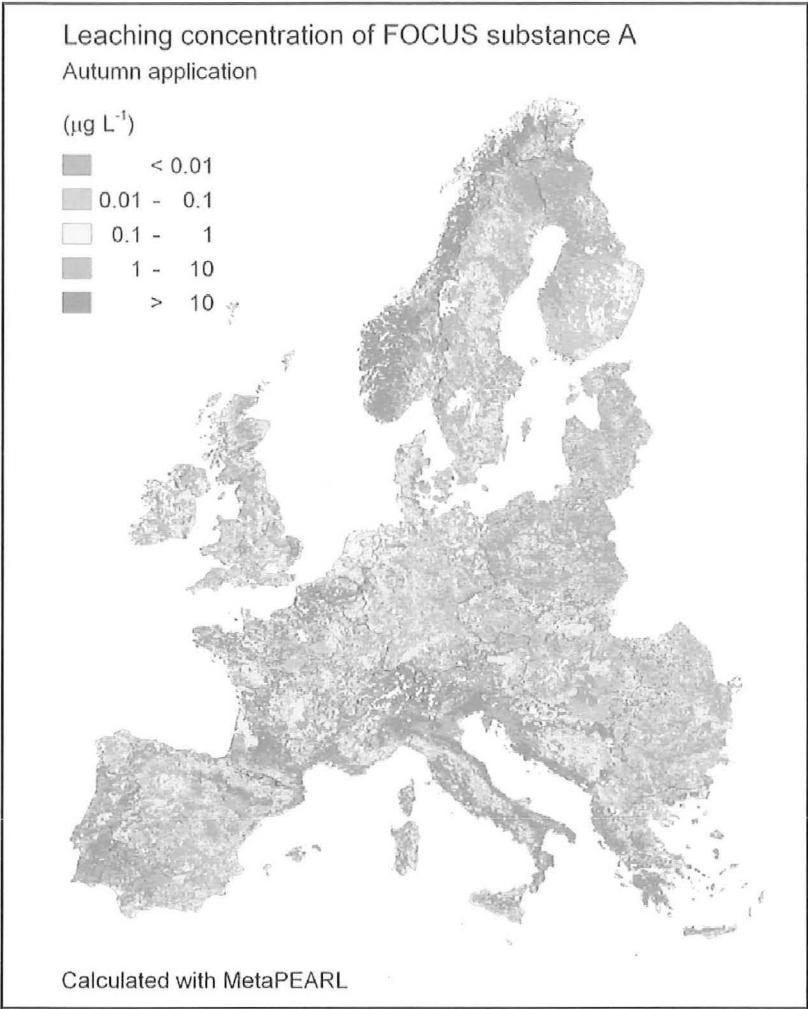 Leaching concentration of FOCUS substance A
Autumn application
(µg L⁻¹)
< 0.01
0.01 - 0.1
0.1 - 1
1 - 10
> 10
Calculated with MetaPEARL